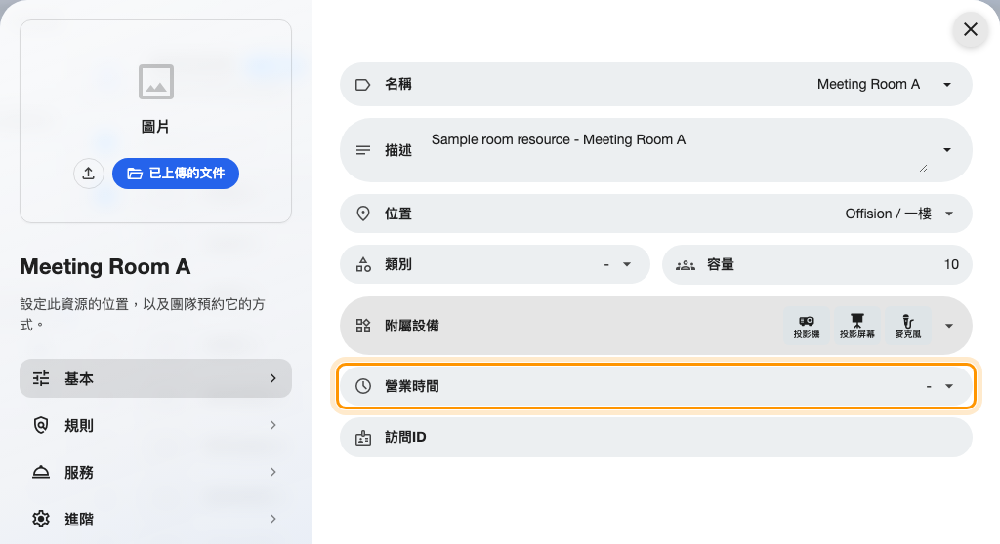 圖片
已上傳的文件
Meeting Room A
設定此資源的位置，以及團隊預約它的方
式。
基本
規則
服務
進階
名稱 Meeting Room A
描述 Sample room resource - Meeting Room A
位置 Offision / 一樓
類別 - 容量 10
附屬設備 投影機 投影屏幕 麥克風
營業時間 -
訪問ID